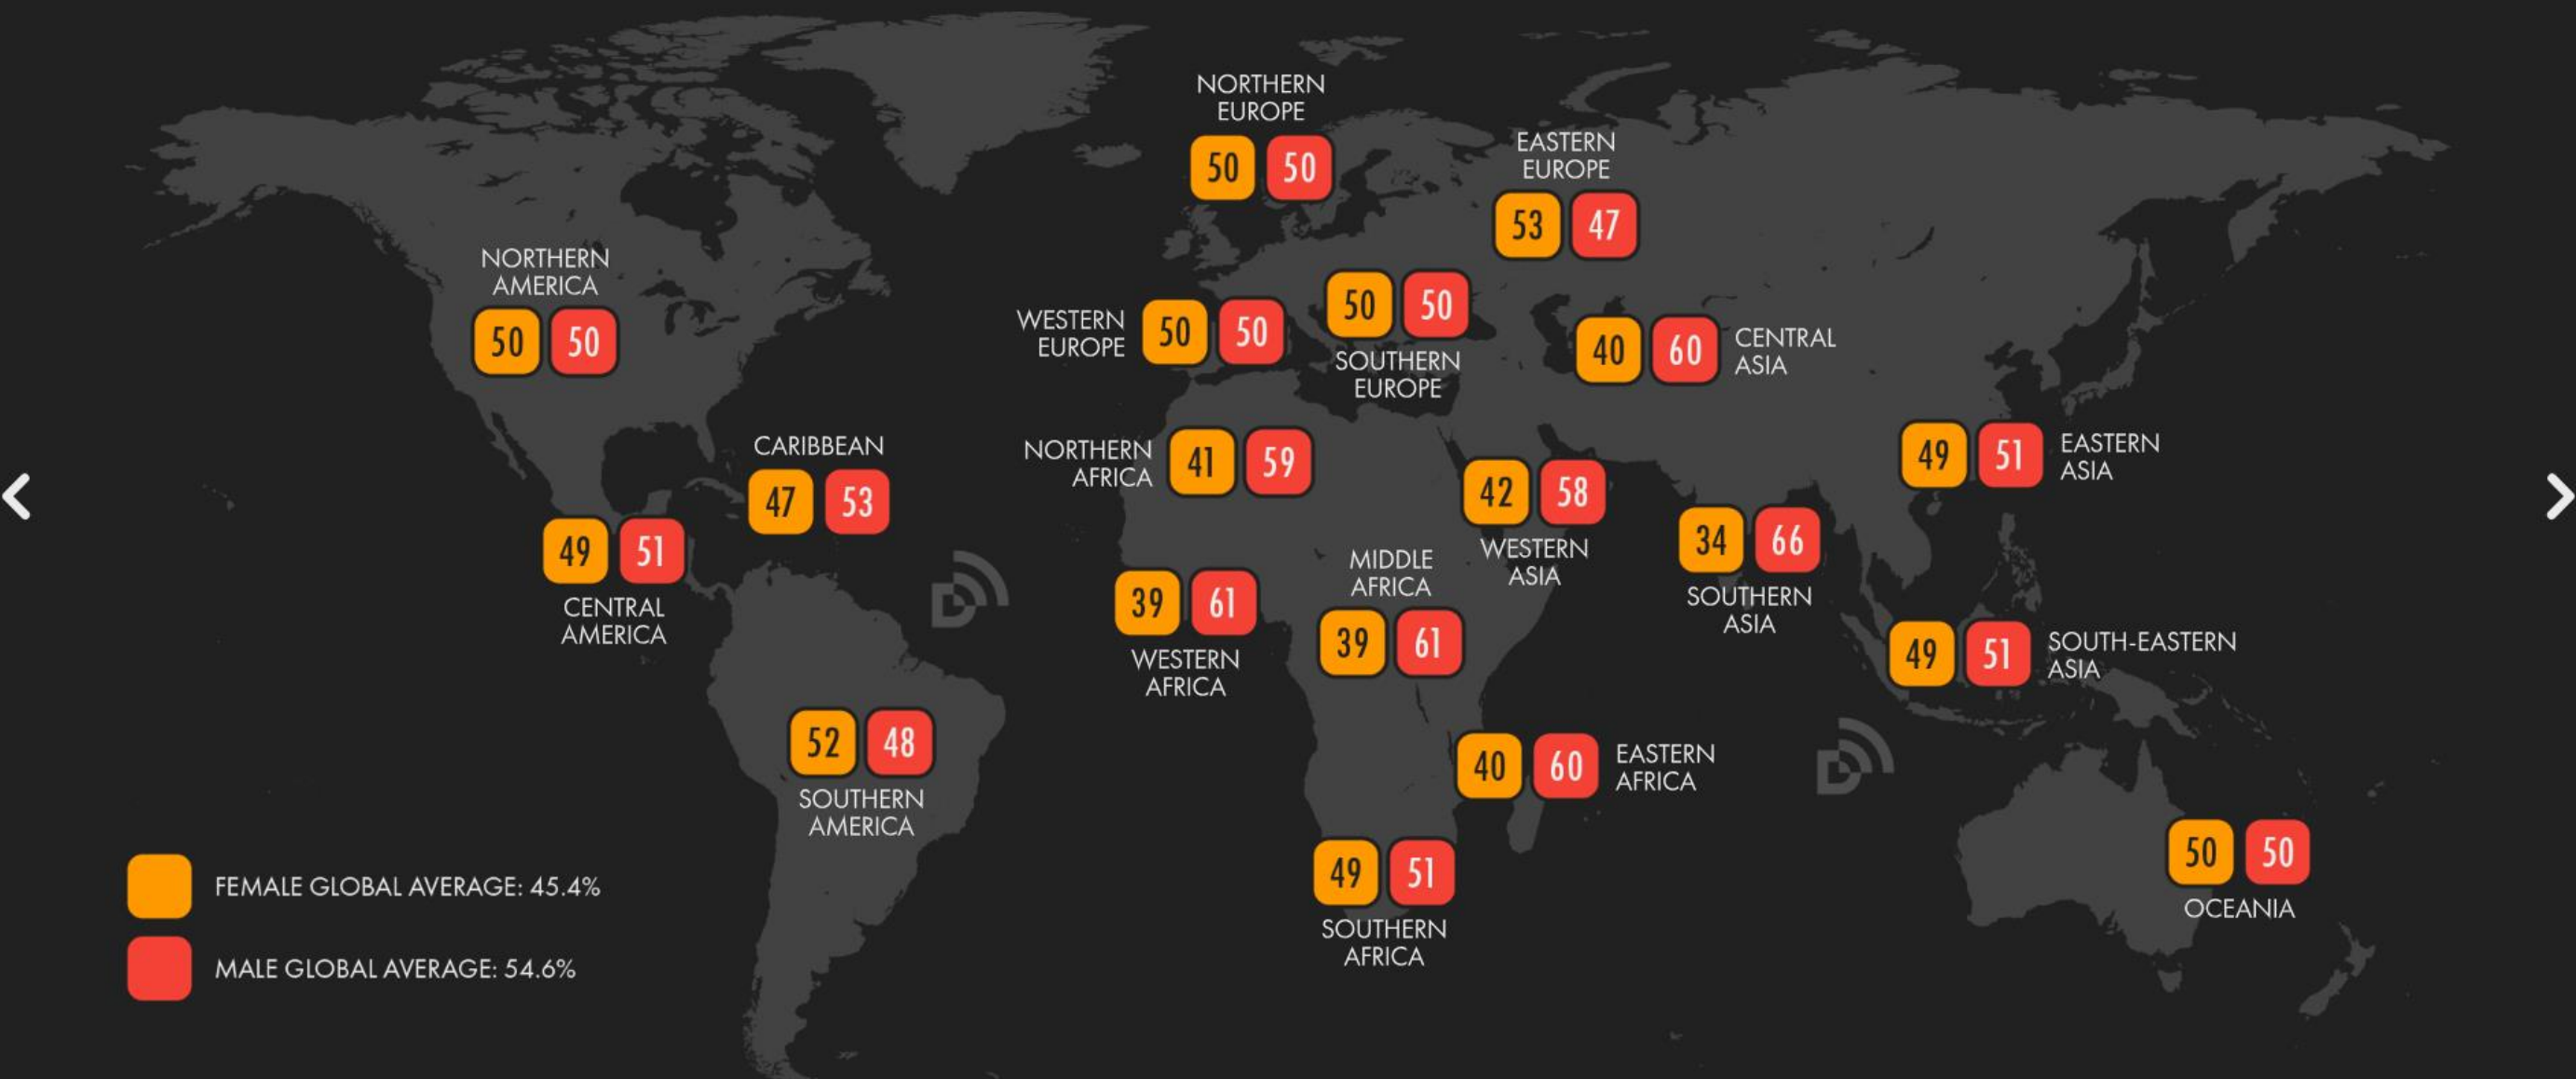 NORTHERN
EUROPE
50 50
EASTERN
EUROPE
53 47
NORTHERN
AMERICA
50 50
WESTERN
EUROPE
50 50
50 50
SOUTHERN
EUROPE
40 60
CENTRAL
ASIA
CARIBBEAN
47 53
NORTHERN
AFRICA
41 59
42 58
WESTERN
ASIA
49 51
EASTERN
ASIA
34 66
SOUTHERN
ASIA
49 51
CENTRAL
AMERICA
39 61
WESTERN
AFRICA
MIDDLE
AFRICA
39 61
49 51
SOUTH-EASTERN
ASIA
52 48
SOUTHERN
AMERICA
40 60
EASTERN
AFRICA
49 51
SOUTHERN
AFRICA
50 50
OCEANIA
FEMALE GLOBAL AVERAGE: 45.4%
MALE GLOBAL AVERAGE: 54.6%